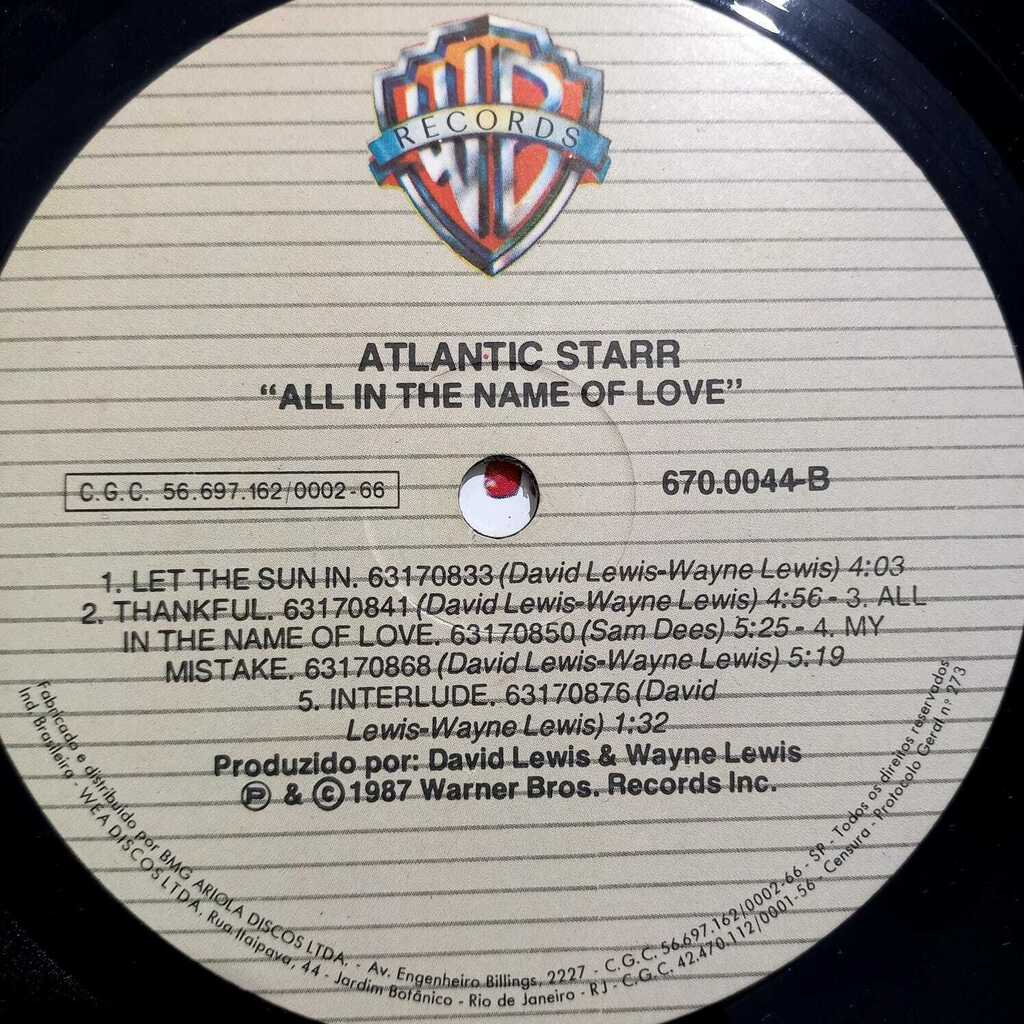 WB
RECORDS
ATLANTIC STARR
“ALL IN THE NAME OF LOVE”
C.G.C. 56.697.162/0002-66
670.0044-B
1. LET THE SUN IN. 63170833 (David Lewis-Wayne Lewis) 4:03
2. THANKFUL. 63170841 (David Lewis-Wayne Lewis) 4:56 - 3. ALL
IN THE NAME OF LOVE. 63170850 (Sam Dees) 5:25 - 4. MY
MISTAKE. 63170868 (David Lewis-Wayne Lewis) 5:19
5. INTERLUDE. 63170876 (David
Lewis-Wayne Lewis) 1:32
Produzido por: David Lewis & Wayne Lewis
Ⓟ & © 1987 Warner Bros. Records Inc.
Fabricado e distribuído por BMG ARIOLA DISCOS LTDA. - Av. Engenheiro Billings, 2227 - C.G.C. 56.697.162/0002-66 - SP - Todos os direitos reservados
Ind. Brasileira - WEA DISCOS LTDA. Rua Itaipava, 44 - Jardim Botânico - Rio de Janeiro - RJ - C.G.C. 42.470.112/0001-56 - Censura - Protocolo Geral nº 273